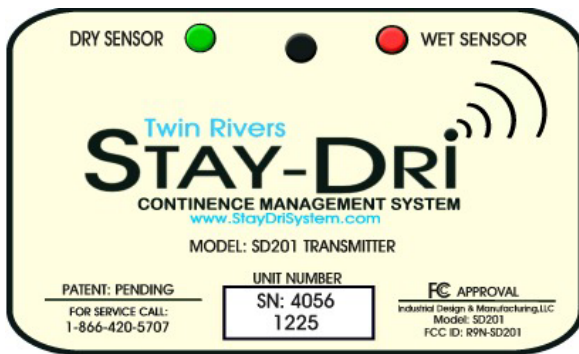 DRY SENSOR
WET SENSOR
Twin Rivers
STAY-DRi
CONTINENCE MANAGEMENT SYSTEM
www.StayDriSystem.com
MODEL: SD201 TRANSMITTER
PATENT: PENDING
FOR SERVICE CALL:
1-866-420-5707
UNIT NUMBER
SN: 4056
1225
FC APPROVAL
Industrial Design & Manufacturing,LLC
Model: SD201
FCC ID: R9N-SD201